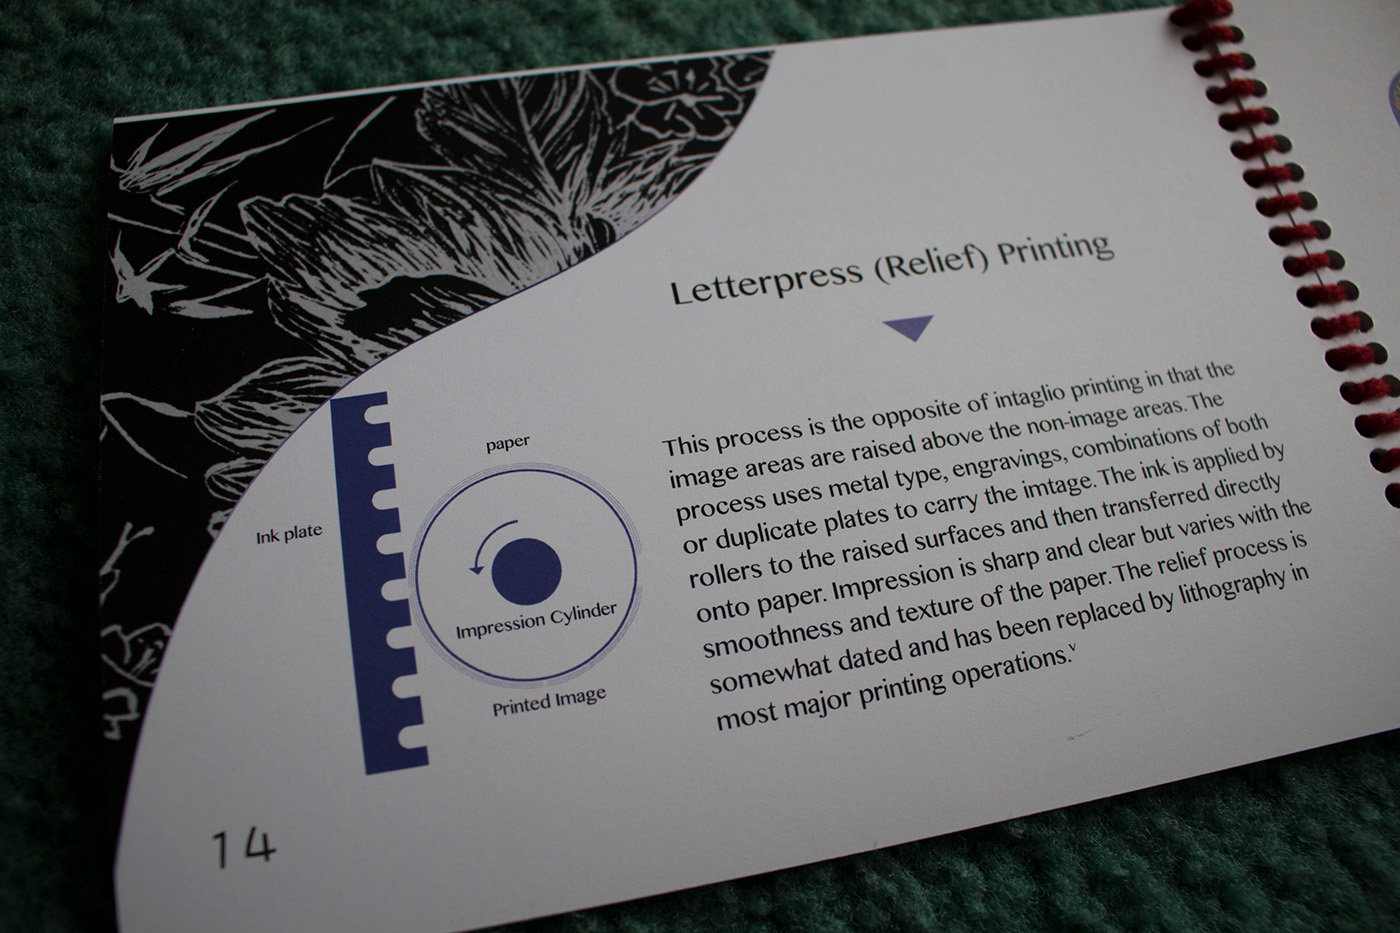 Letterpress (Relief) Printing
This process is the opposite of intaglio printing in that the
image areas are raised above the non-image areas. The
process uses metal type, engravings, combinations of both
or duplicate plates to carry the imtage. The ink is applied by
rollers to the raised surfaces and then transferred directly
onto paper. Impression is sharp and clear but varies with the
smoothness and texture of the paper. The relief process is
somewhat dated and has been replaced by lithography in
most major printing operations.v
paper
Ink plate
Impression Cylinder
Printed Image
14